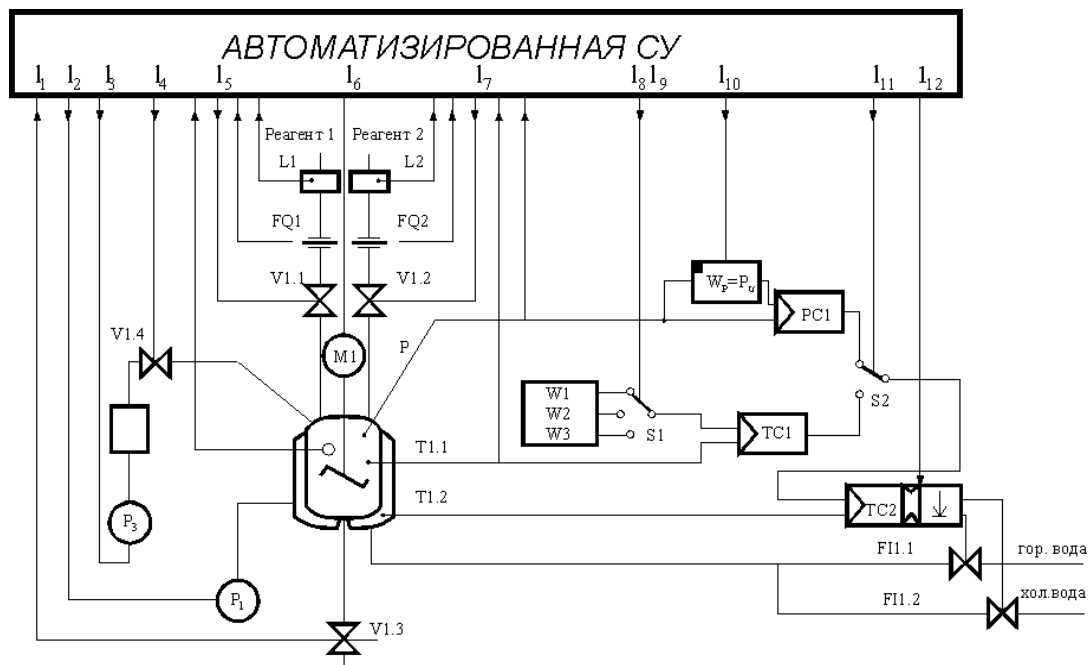 АВТОМАТИЗИРОВАННАЯ СУ
l1 l2 l3 l4 l5 l6 l7 l8 l9 l10 l11 l12
Реагент 1 Реагент 2
L1 L2
FQ1 FQ2
V1.1 V1.2
Wp=Pu
PC1
V1.4
P
M1
W1
W2
W3
S1
S2
TC1
T1.1
T1.2
TC2
P3
FI1.1
гор. вода
P1
FI1.2
хол.вода
V1.3